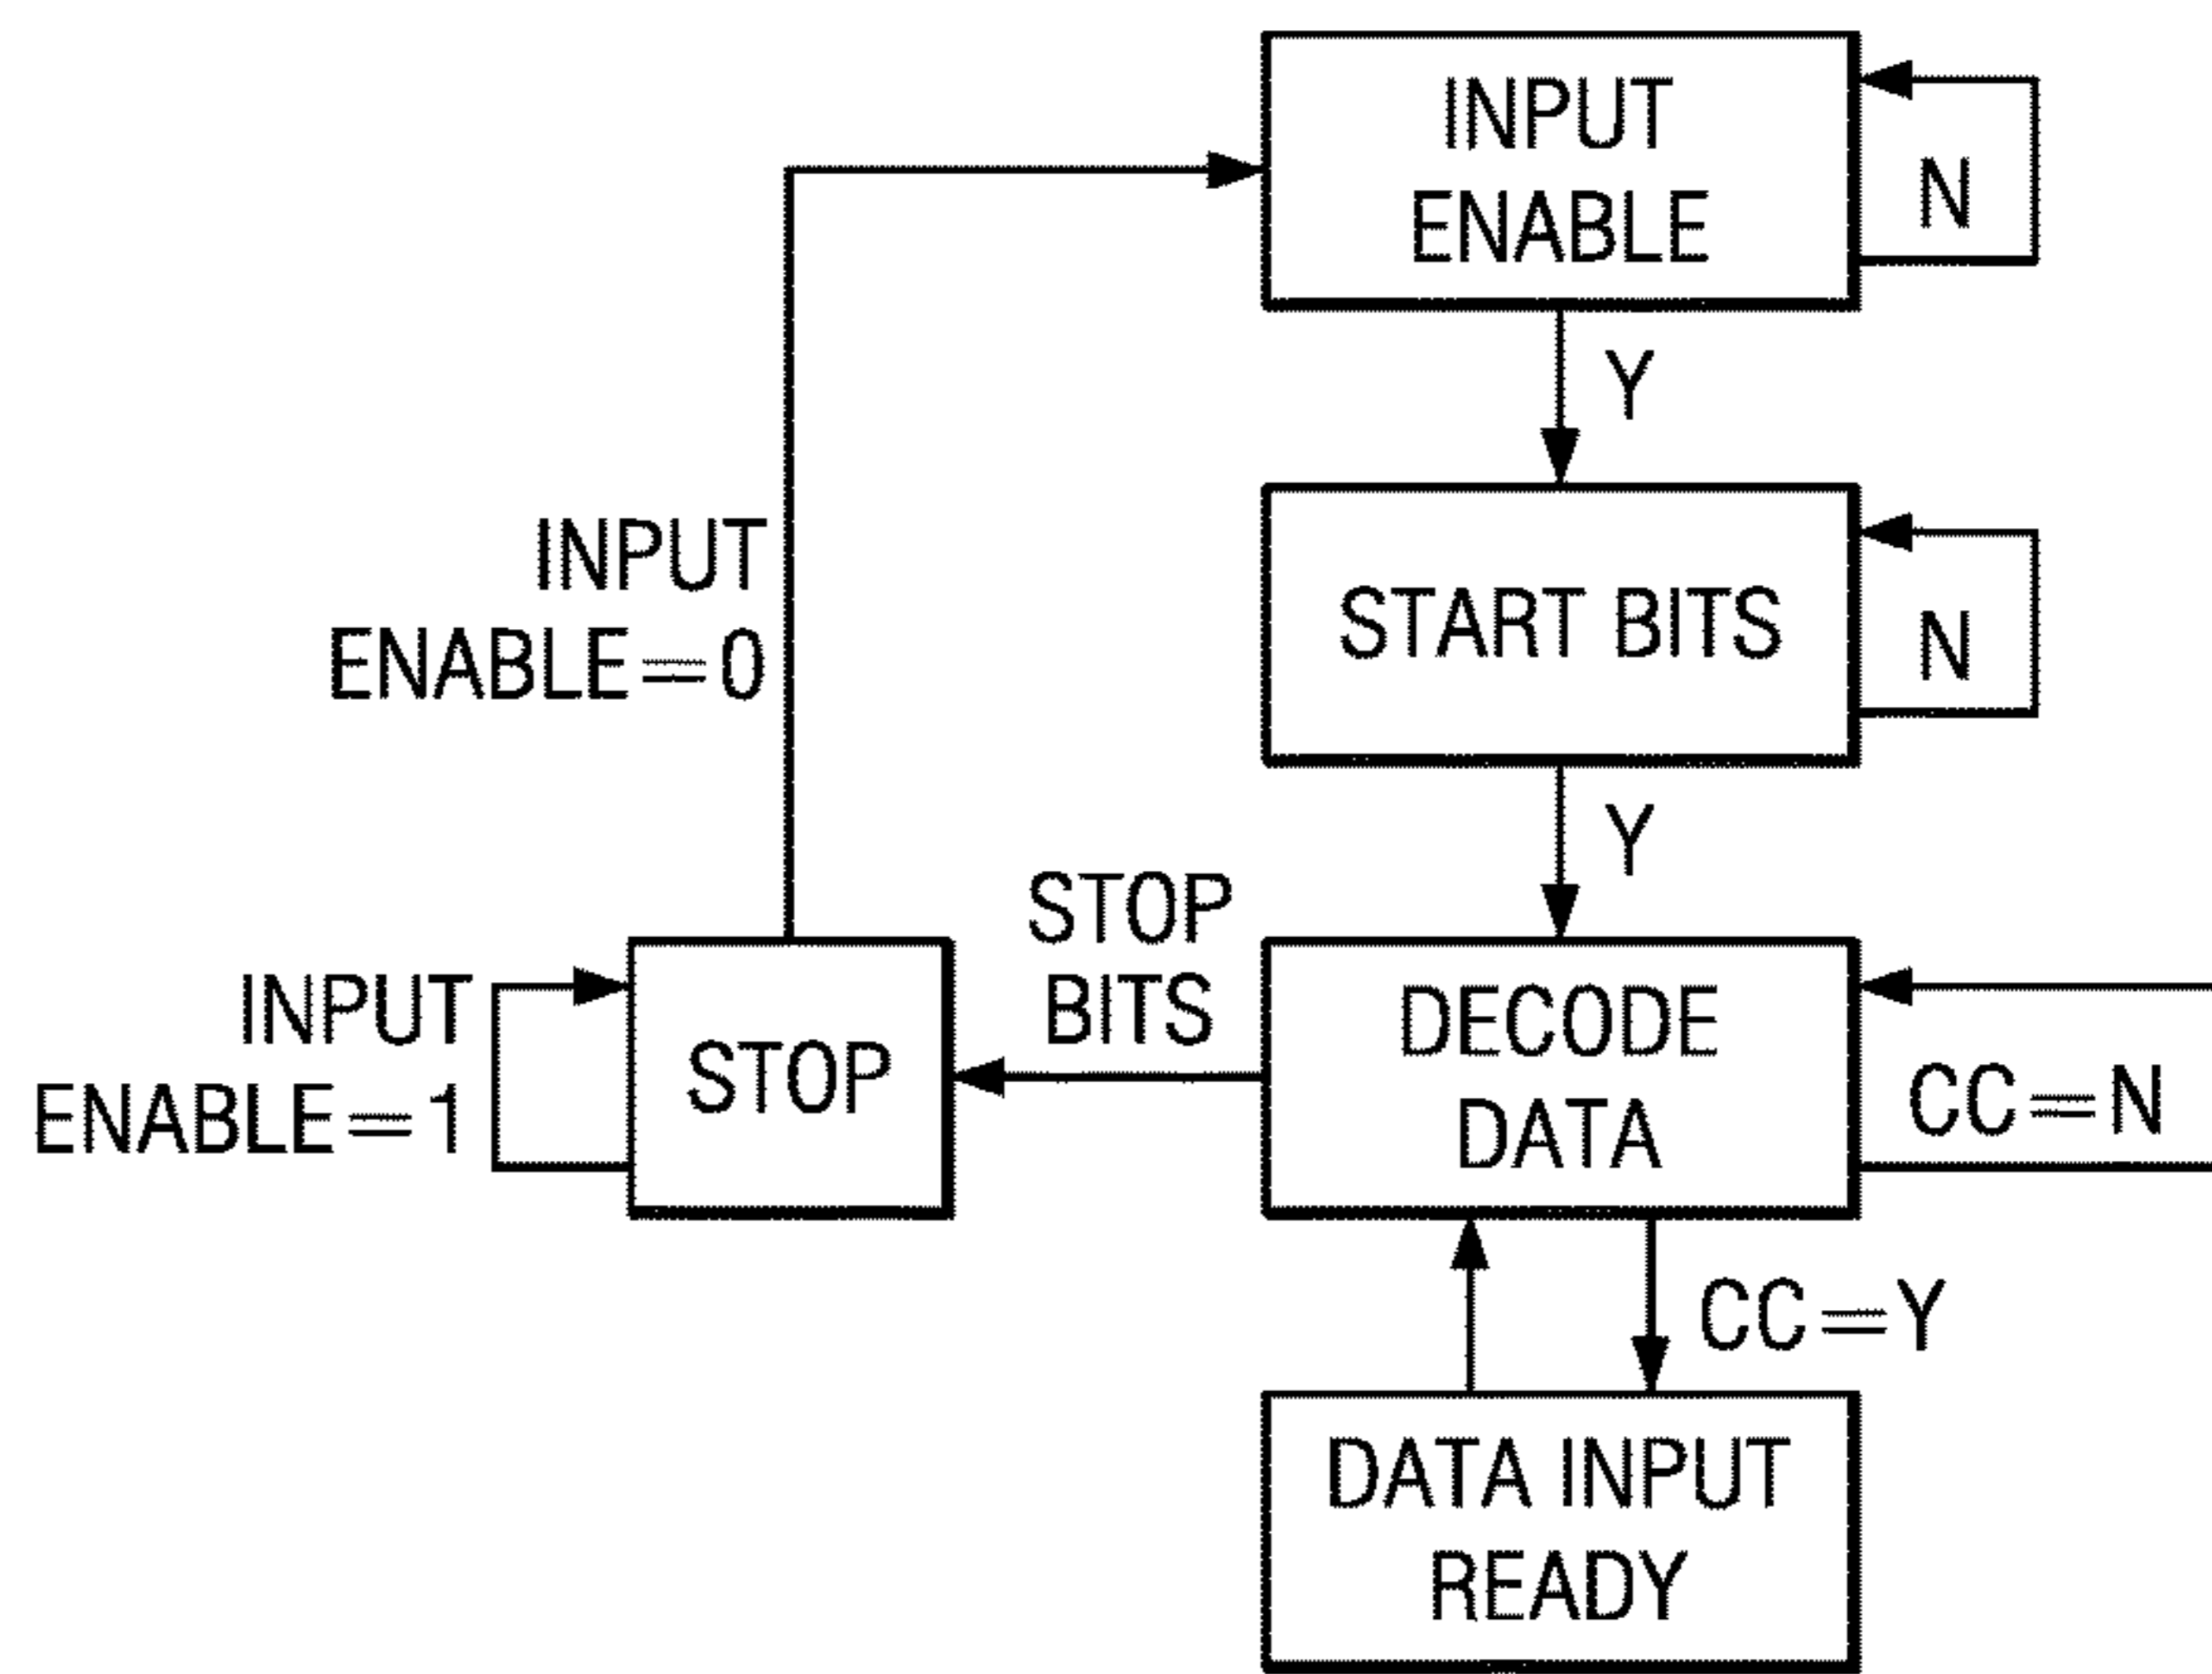 INPUT
ENABLE
N
Y
INPUT
ENABLE=0
START BITS
N
Y
STOP
BITS
INPUT
ENABLE=1
STOP
DECODE
DATA
CC=N
CC=Y
DATA INPUT
READY